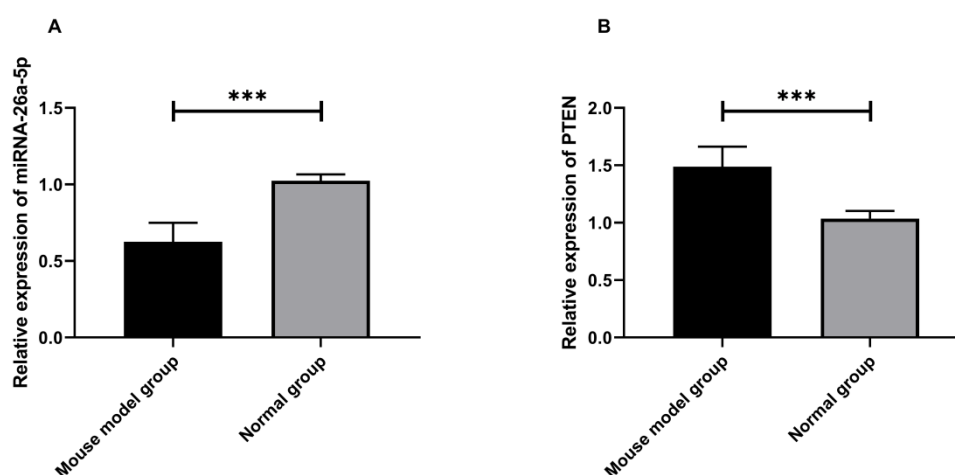 A
Relative expression of miRNA-26a-5p
1.5
1.0
0.5
0.0
***
Mouse model group
Normal group
B
Relative expression of PTEN
2.0
1.5
1.0
0.5
0.0
***
Mouse model group
Normal group